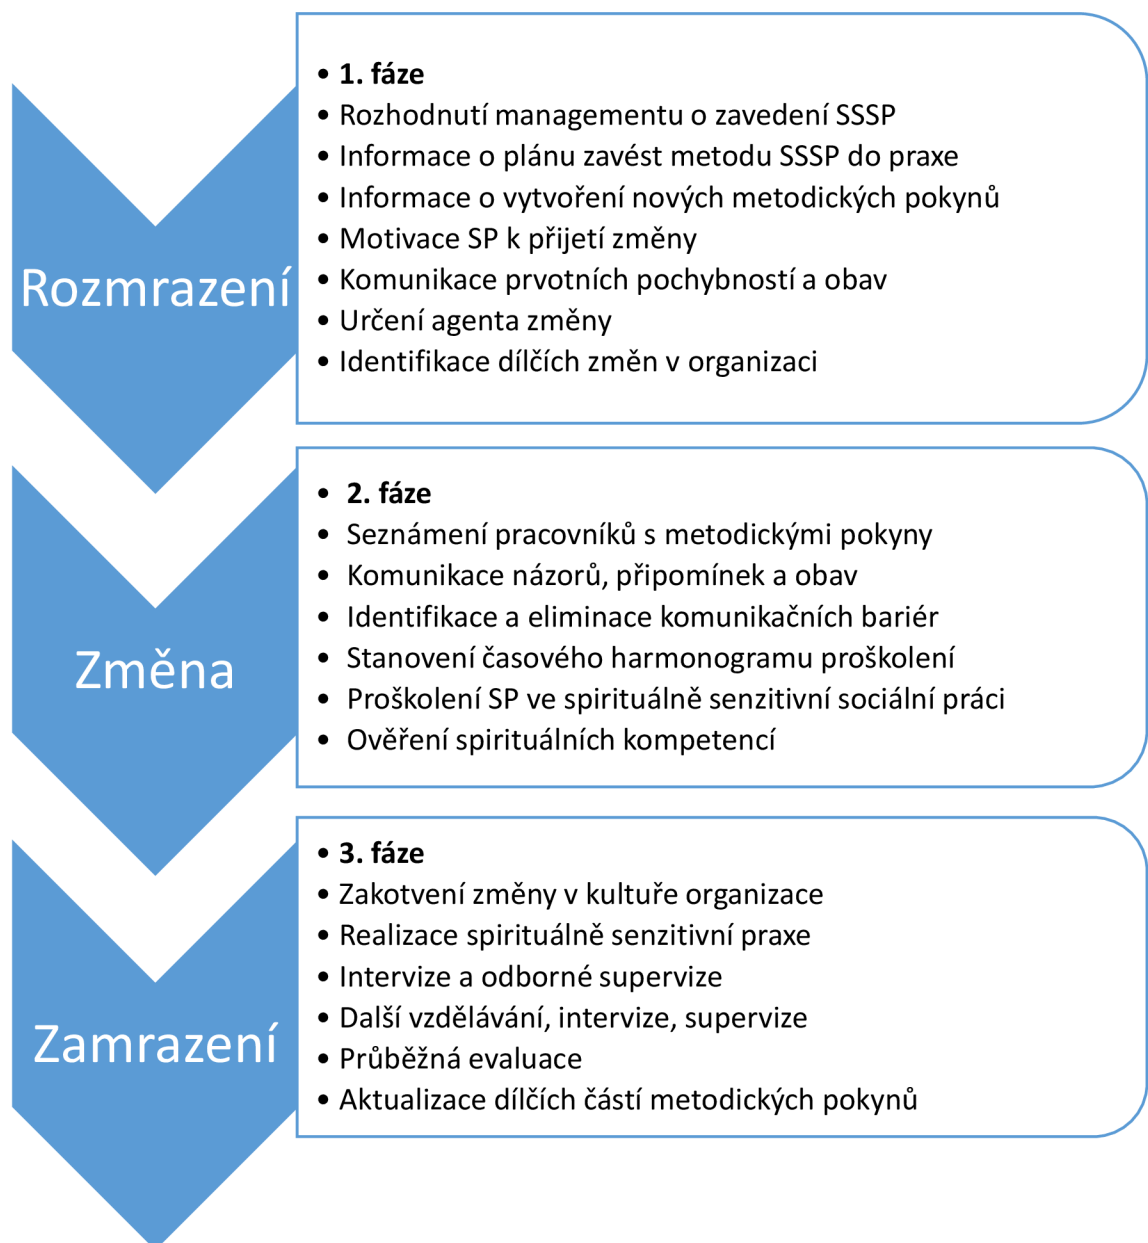 Rozmrazení
• 1. fáze
• Rozhodnutí managementu o zavedení SSSP
• Informace o plánu zavést metodu SSSP do praxe
• Informace o vytvoření nových metodických pokynů
• Motivace SP k přijetí změny
• Komunikace prvotních pochybností a obav
• Určení agenta změny
• Identifikace dílčích změn v organizaci
Změna
• 2. fáze
• Seznámení pracovníků s metodickými pokyny
• Komunikace názorů, připomínek a obav
• Identifikace a eliminace komunikačních bariér
• Stanovení časového harmonogramu proškolení
• Proškolení SP ve spirituálně senzitivní sociální práci
• Ověření spirituálních kompetencí
Zamrazení
• 3. fáze
• Zakotvení změny v kultuře organizace
• Realizace spirituálně senzitivní praxe
• Intervize a odborné supervize
• Další vzdělávání, intervize, supervize
• Průběžná evaluace
• Aktualizace dílčích částí metodických pokynů